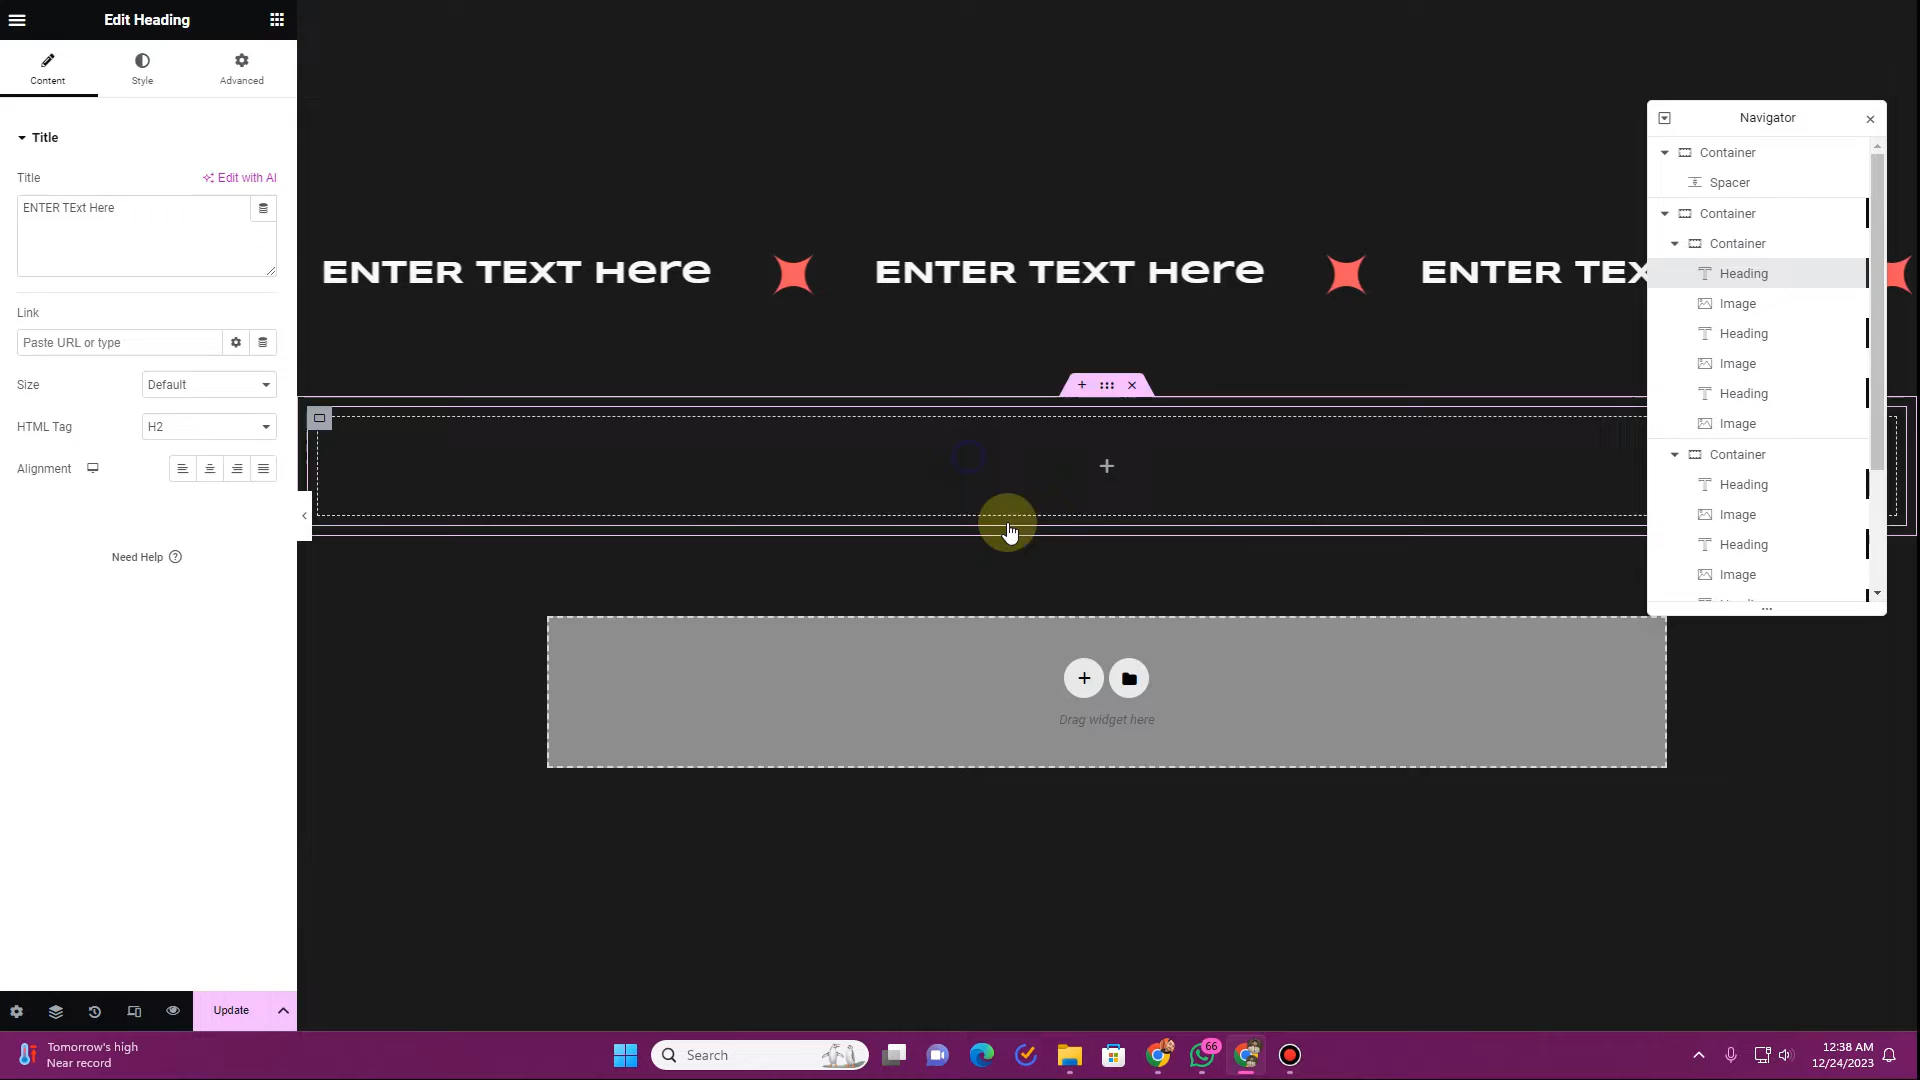 Edit Heading
Content
Style
Advanced
Title
Title
Edit with AI
ENTER TExt Here
Link
Paste URL or type
Size
Default
HTML Tag
H2
Alignment
Need Help ?
Update
ENTER TEXT Here
ENTER TEXT Here
ENTER TEX
Drag widget here
Navigator
Container
Spacer
Container
Container
Heading
Image
Heading
Image
Heading
Image
Container
Heading
Image
Heading
Image
Tomorrow's high
Near record
Search
66
12:38 AM
12/24/2023